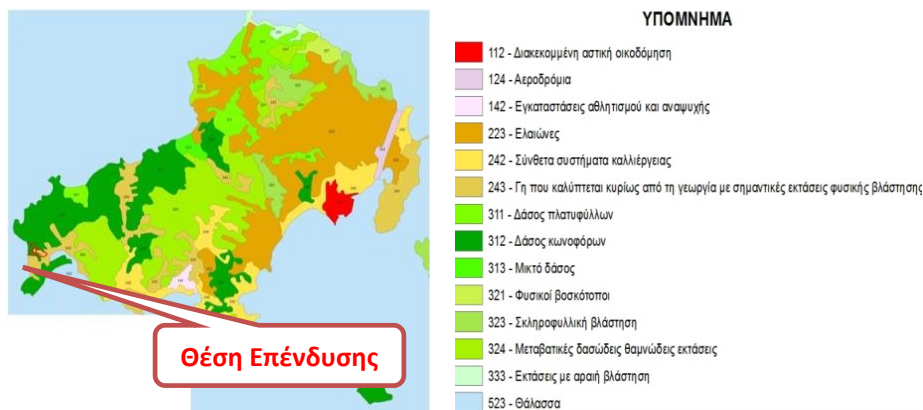 ΥΠΟΜΝΗΜΑ
112 - Διακεκομμένη αστική οικοδόμηση
124 - Αεροδρόμια
142 - Εγκαταστάσεις αθλητισμού και αναψυχής
223 - Ελαιώνες
242 - Σύνθετα συστήματα καλλιέργειας
243 - Γη που καλύπτεται κυρίως από τη γεωργία με σημαντικές εκτάσεις φυσικής βλάστησης
311 - Δάσος πλατυφύλλων
312 - Δάσος κωνοφόρων
313 - Μικτό δάσος
321 - Φυσικοί βοσκότοποι
323 - Σκληροφυλλική βλάστηση
324 - Μεταβατικές δασώδεις θαμνώδεις εκτάσεις
333 - Εκτάσεις με αραιή βλάστηση
523 - Θάλασσα
Θέση Επένδυσης